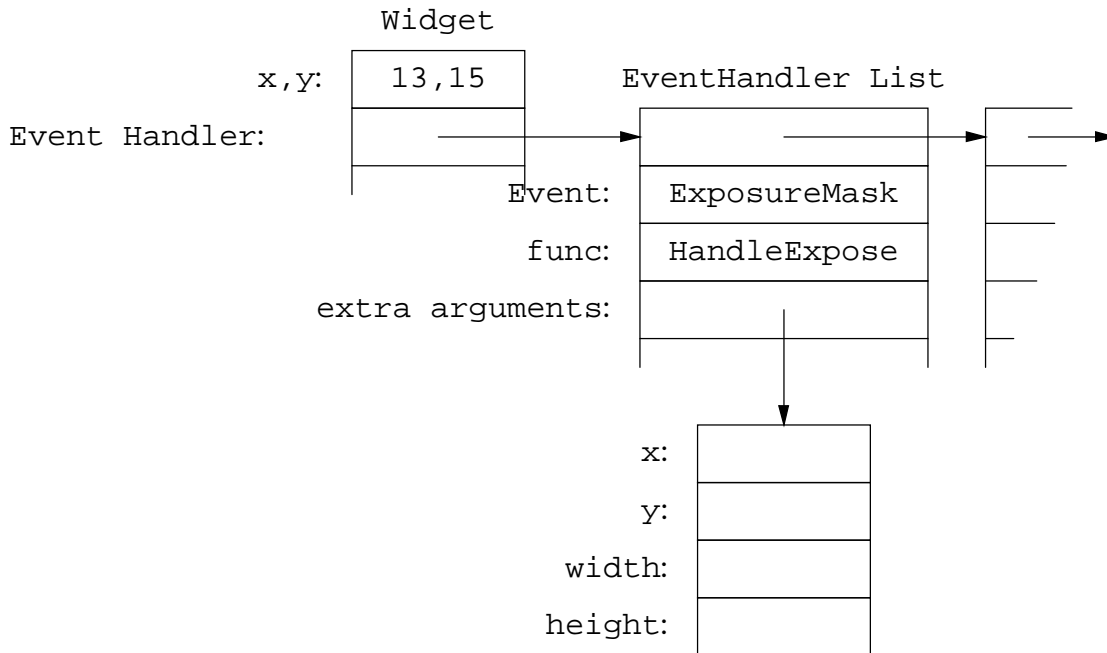 Widget
x,y: 13,15
EventHandler List
Event Handler:
Event: ExposureMask
func: HandleExpose
extra arguments:
x:
y:
width:
height: